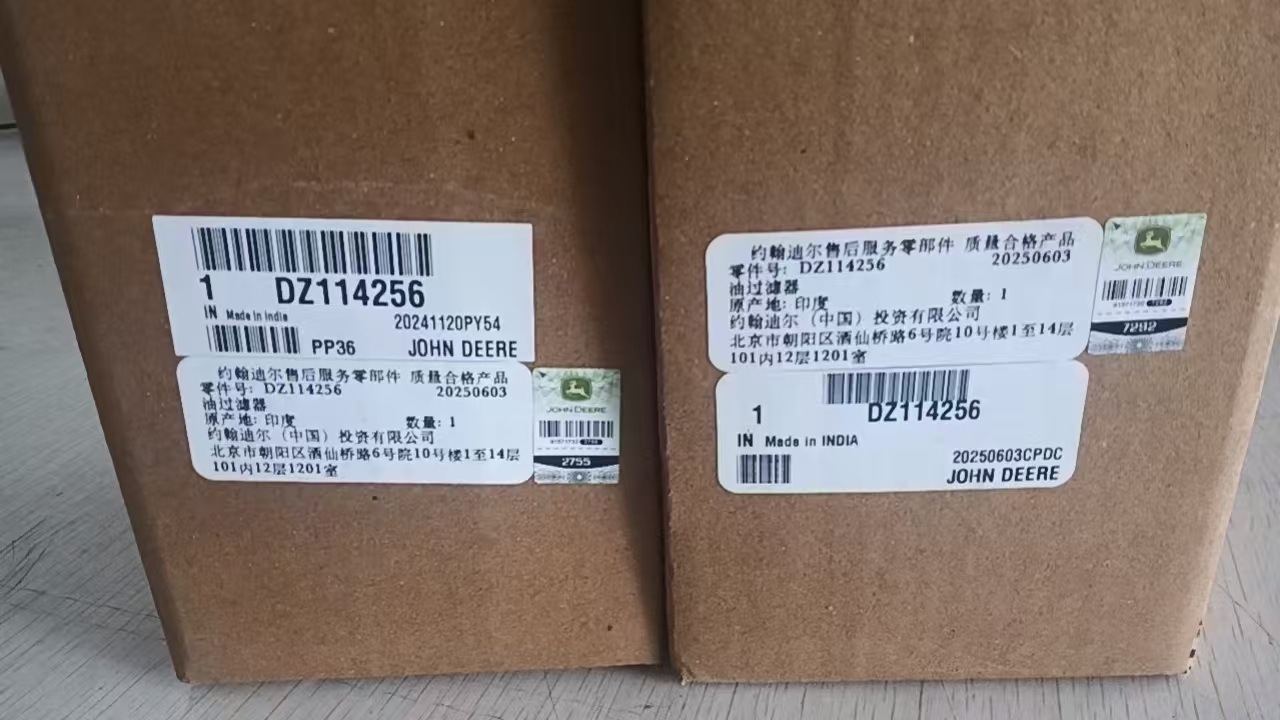 1 DZ114256
IN Made in India
20241120PY54
PP36 JOHN DEERE
约翰迪尔售后服务零部件 质量合格产品
零件号: DZ114256 20250603
油过滤器
原产地: 印度 数量: 1
约翰迪尔（中国）投资有限公司
北京市朝阳区酒仙桥路6号院10号楼1至14层
101内12层1201室
JOHN DEERE
2755
约翰迪尔售后服务零部件 质量合格产品
零件号: DZ114256 20250603
油过滤器
原产地: 印度 数量: 1
约翰迪尔（中国）投资有限公司
北京市朝阳区酒仙桥路6号院10号楼1至14层
101内12层1201室
JOHN DEERE
7292
1 DZ114256
IN Made in INDIA
20250603CPDC
JOHN DEERE